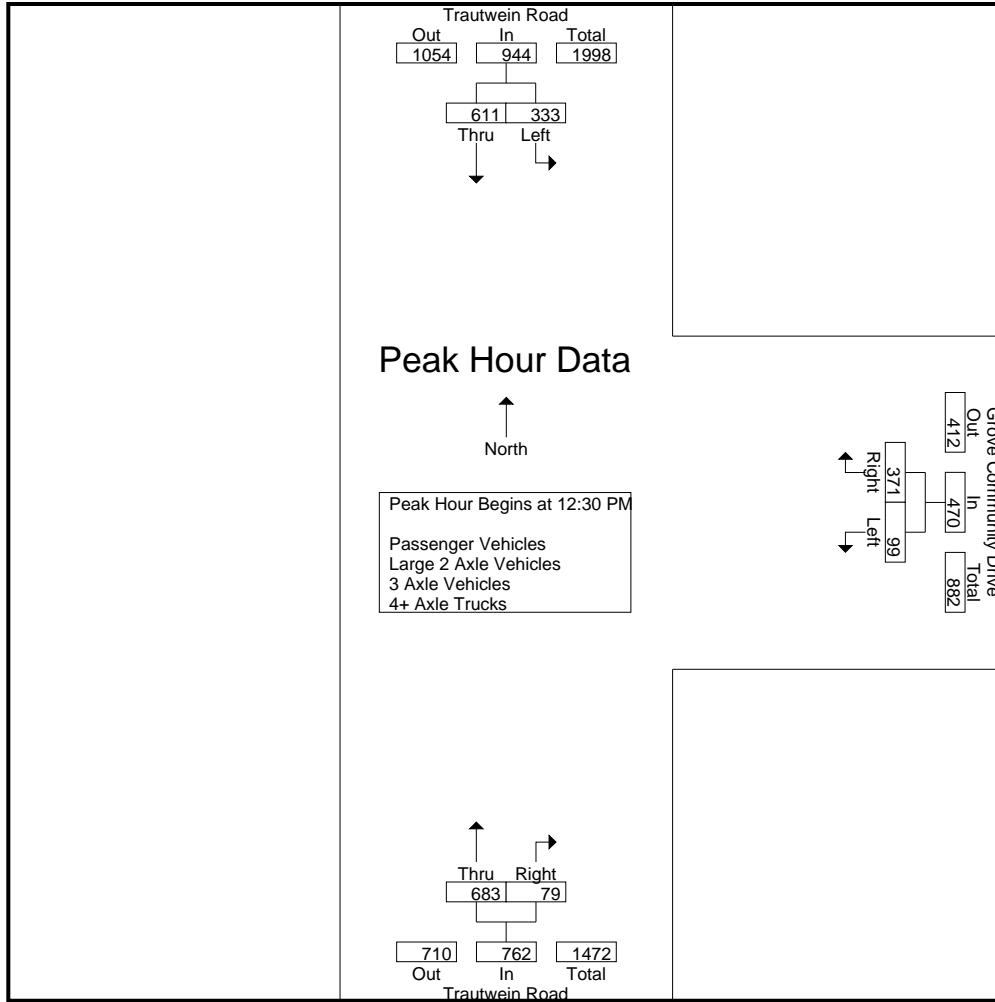 Trautwein Road
Out In Total
1054 944 1998
611 333
Thru Left
Peak Hour Data
North
Peak Hour Begins at 12:30 PM
Passenger Vehicles
Large 2 Axle Vehicles
3 Axle Vehicles
4+ Axle Trucks
Right Left
371 99
412 470 882
Out In Total
Grove Community Drive
Thru Right
683 79
710 762 1472
Out In Total
Trautwein Road